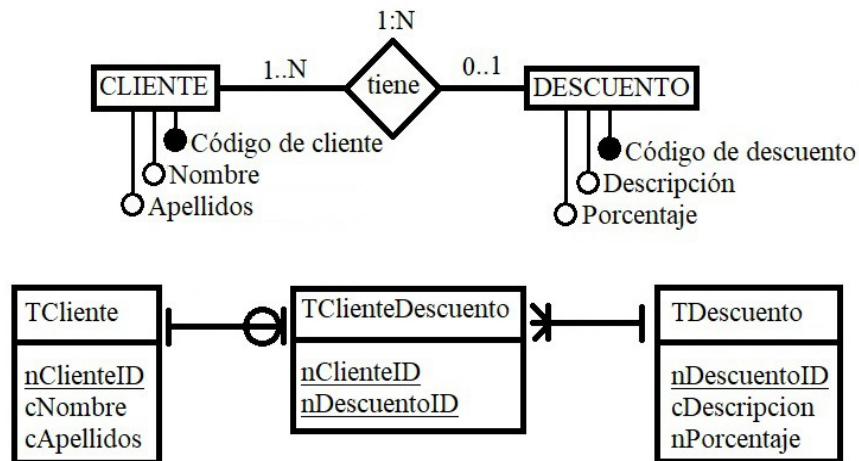 1:N
CLIENTE
1..N
tiene
0..1
DESCUENTO
Código de cliente
Nombre
Apellidos
Código de descuento
Descripción
Porcentaje
TCliente
nClienteID
cNombre
cApellidos
TClienteDescuento
nClienteID
nDescuentoID
TDescuento
nDescuentoID
cDescripcion
nPorcentaje